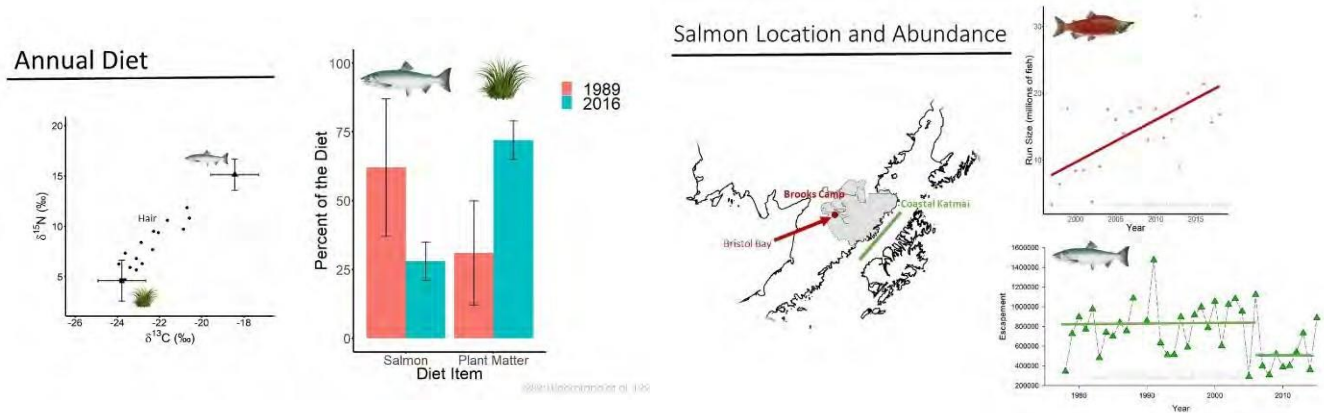 Annual Diet
20
15
10
5
δ¹⁵N (‰)
Hair
-26
-24
-22
-20
-18
δ¹³C (‰)
100
75
50
25
0
Percent of the Diet
1989
2016
Salmon
Plant Matter
Diet Item
Salmon Location and Abundance
Brooks Camp
Coastal Katmai
Bristol Bay
30
20
10
Run Size (millions of fish)
2000
2005
2010
2015
Year
1600000
1400000
1200000
1000000
800000
600000
400000
200000
Escapement
1980
1990
2000
2010
Year